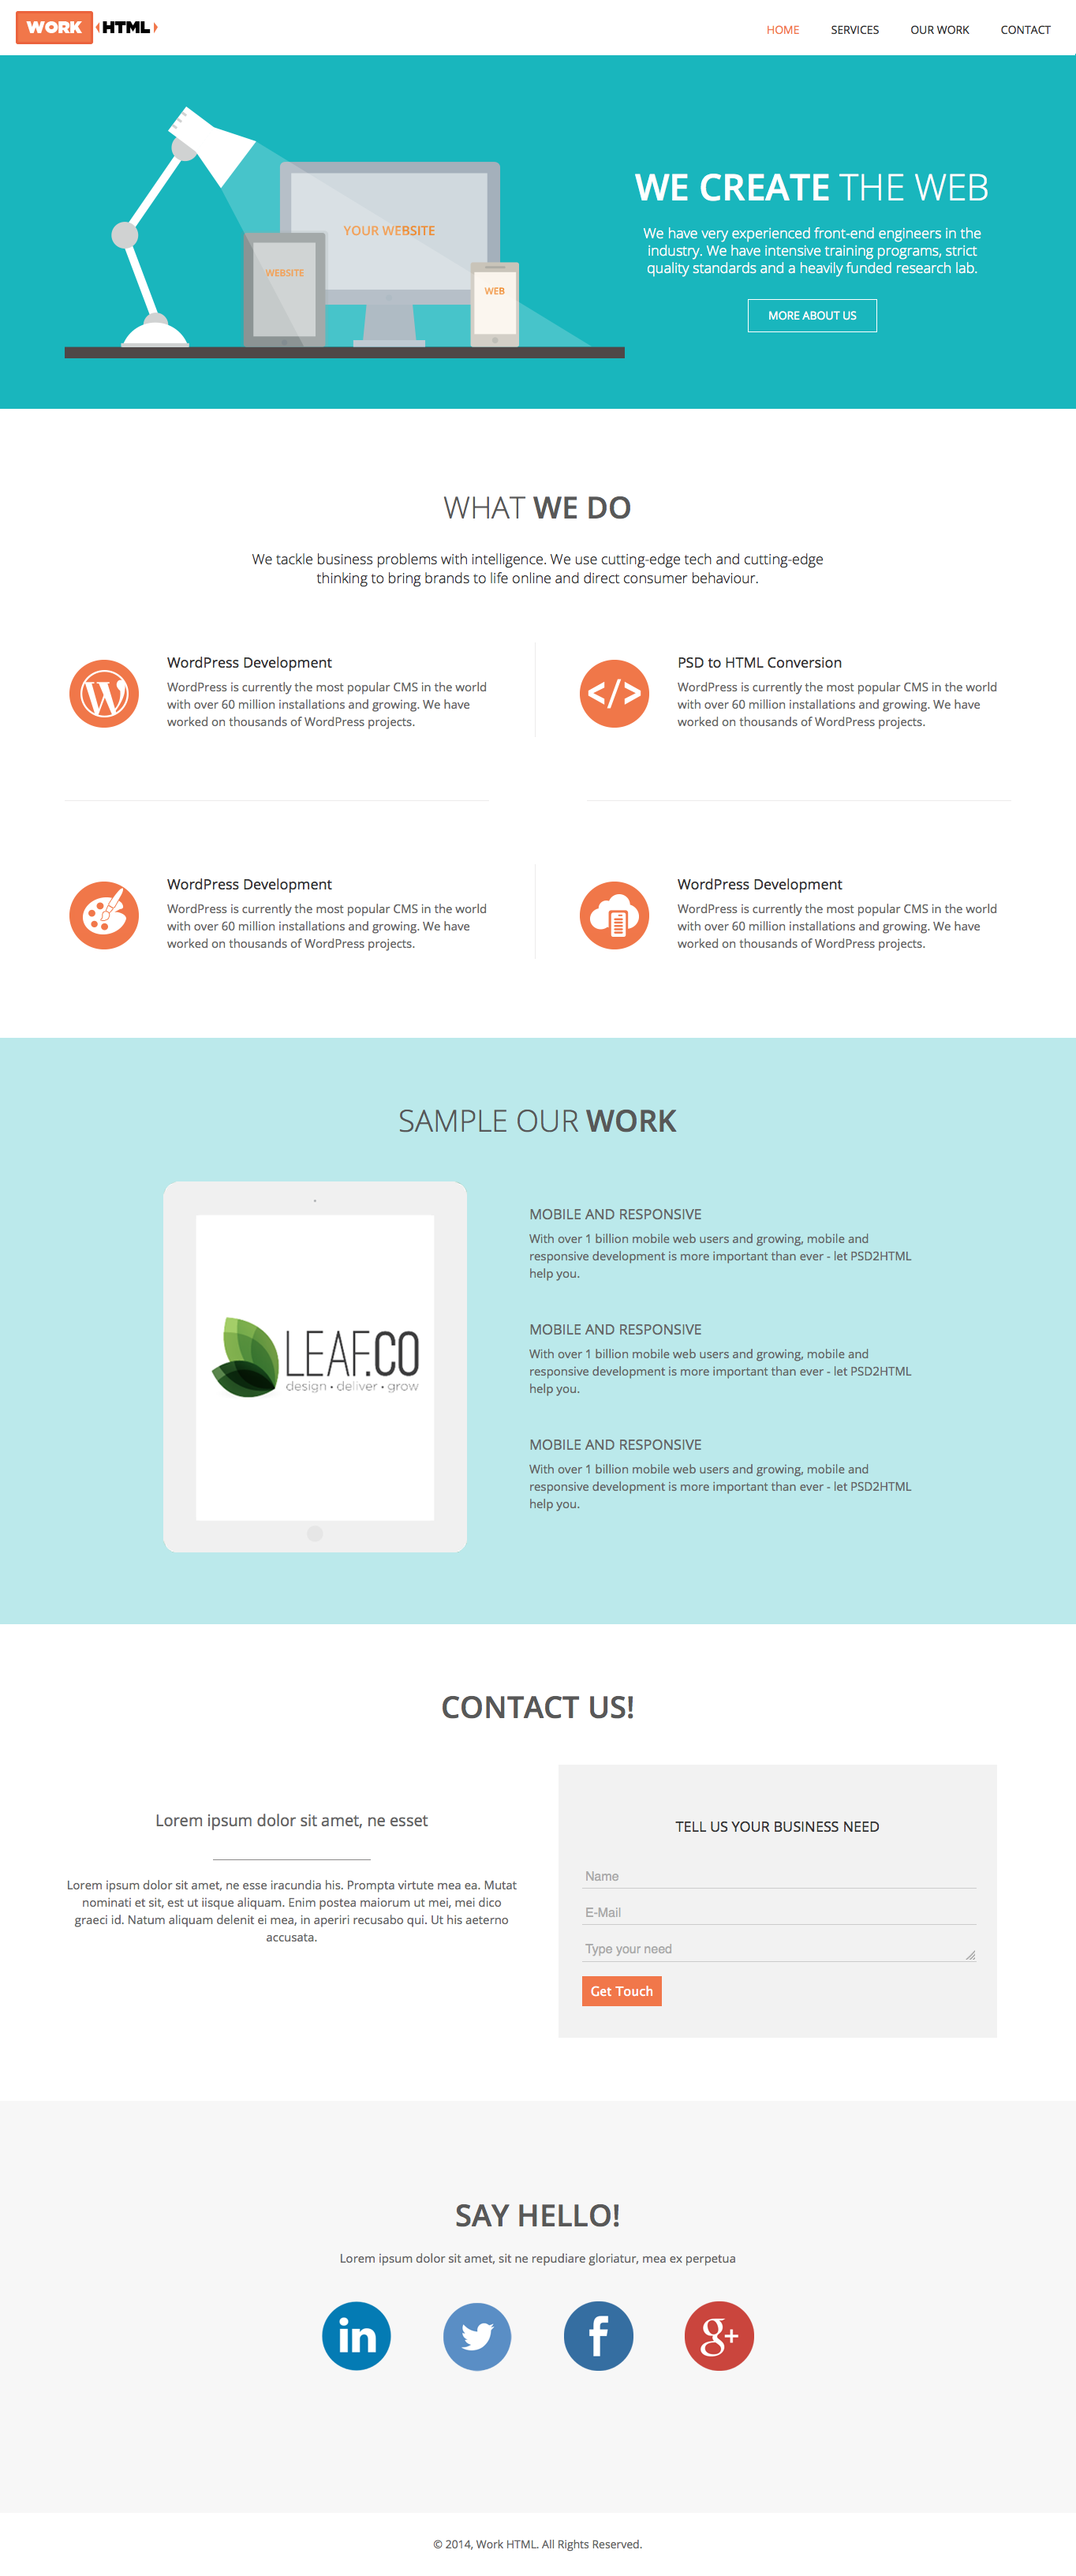 WORK HTML
HOME SERVICES OUR WORK CONTACT
YOUR WEBSITE
WEBSITE
WEB
WE CREATE THE WEB
We have very experienced front-end engineers in the
industry. We have intensive training programs, strict
quality standards and a heavily funded research lab.
MORE ABOUT US
WHAT WE DO
We tackle business problems with intelligence. We use cutting-edge tech and cutting-edge
thinking to bring brands to life online and direct consumer behaviour.
WordPress Development
WordPress is currently the most popular CMS in the world
with over 60 million installations and growing. We have
worked on thousands of WordPress projects.
PSD to HTML Conversion
WordPress is currently the most popular CMS in the world
with over 60 million installations and growing. We have
worked on thousands of WordPress projects.
WordPress Development
WordPress is currently the most popular CMS in the world
with over 60 million installations and growing. We have
worked on thousands of WordPress projects.
WordPress Development
WordPress is currently the most popular CMS in the world
with over 60 million installations and growing. We have
worked on thousands of WordPress projects.
SAMPLE OUR WORK
LEAF.CO
design • deliver • grow
MOBILE AND RESPONSIVE
With over 1 billion mobile web users and growing, mobile and
responsive development is more important than ever - let PSD2HTML
help you.
MOBILE AND RESPONSIVE
With over 1 billion mobile web users and growing, mobile and
responsive development is more important than ever - let PSD2HTML
help you.
MOBILE AND RESPONSIVE
With over 1 billion mobile web users and growing, mobile and
responsive development is more important than ever - let PSD2HTML
help you.
CONTACT US!
Lorem ipsum dolor sit amet, ne esset
Lorem ipsum dolor sit amet, ne esse iracundia his. Prompta virtute mea ea. Mutat
nominati et sit, est ut iisque aliquam. Enim postea maiorum ut mei, mei dico
graeci id. Natum aliquam delenit ei mea, in aperiri recusabo qui. Ut his aeterno
accusata.
TELL US YOUR BUSINESS NEED
Name
E-Mail
Type your need
Get Touch
SAY HELLO!
Lorem ipsum dolor sit amet, sit ne repudiare gloriatur, mea ex perpetua
in f g+
© 2014, Work HTML. All Rights Reserved.